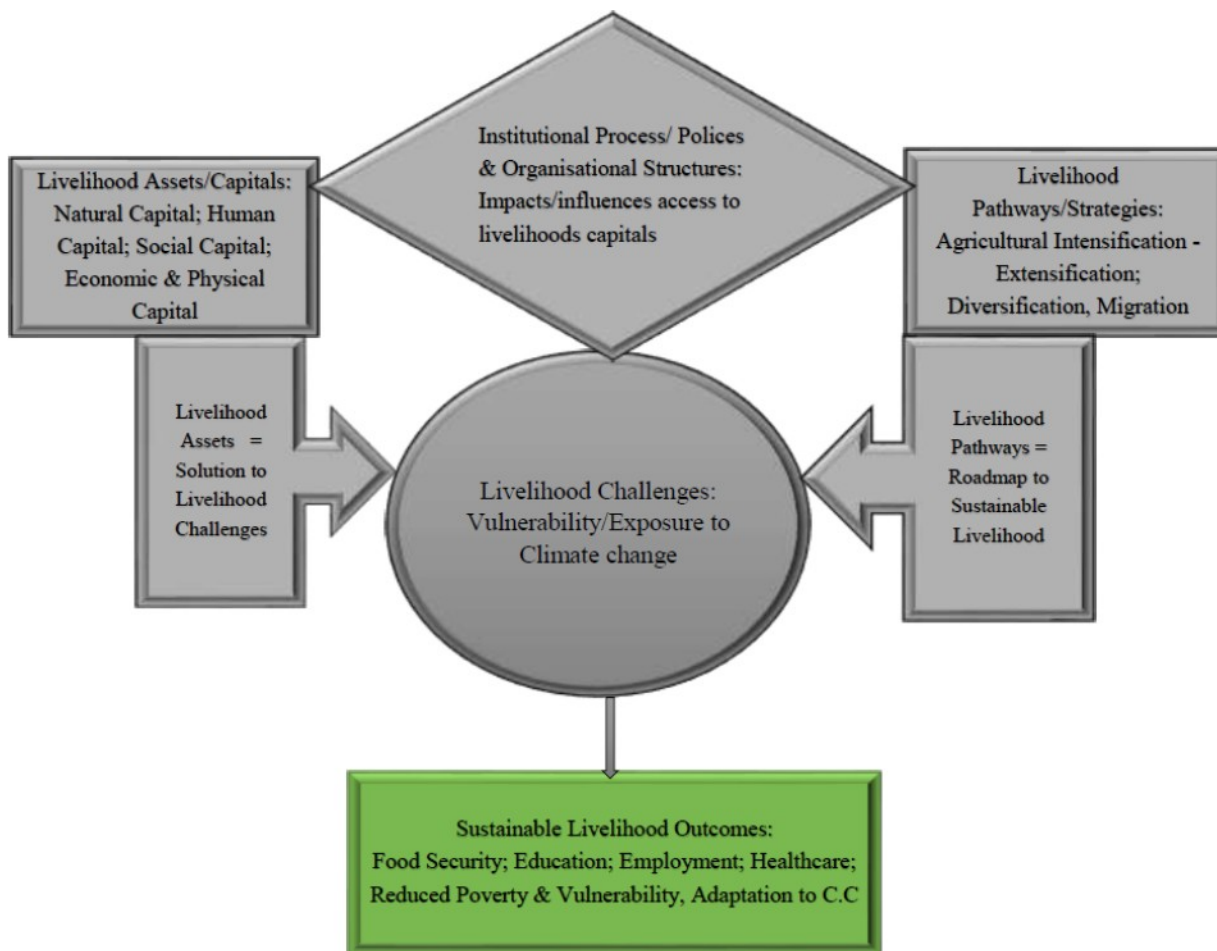 Institutional Process/ Polices
& Organisational Structures:
Impacts/influences access to
livelihoods capitals
Livelihood Assets/Capitals:
Natural Capital; Human
Capital; Social Capital;
Economic & Physical
Capital
Livelihood
Pathways/Strategies:
Agricultural Intensification -
Extensification;
Diversification, Migration
Livelihood
Assets =
Solution to
Livelihood
Challenges
Livelihood Challenges:
Vulnerability/Exposure to
Climate change
Livelihood
Pathways =
Roadmap to
Sustainable
Livelihood
Sustainable Livelihood Outcomes:
Food Security; Education; Employment; Healthcare;
Reduced Poverty & Vulnerability, Adaptation to C.C